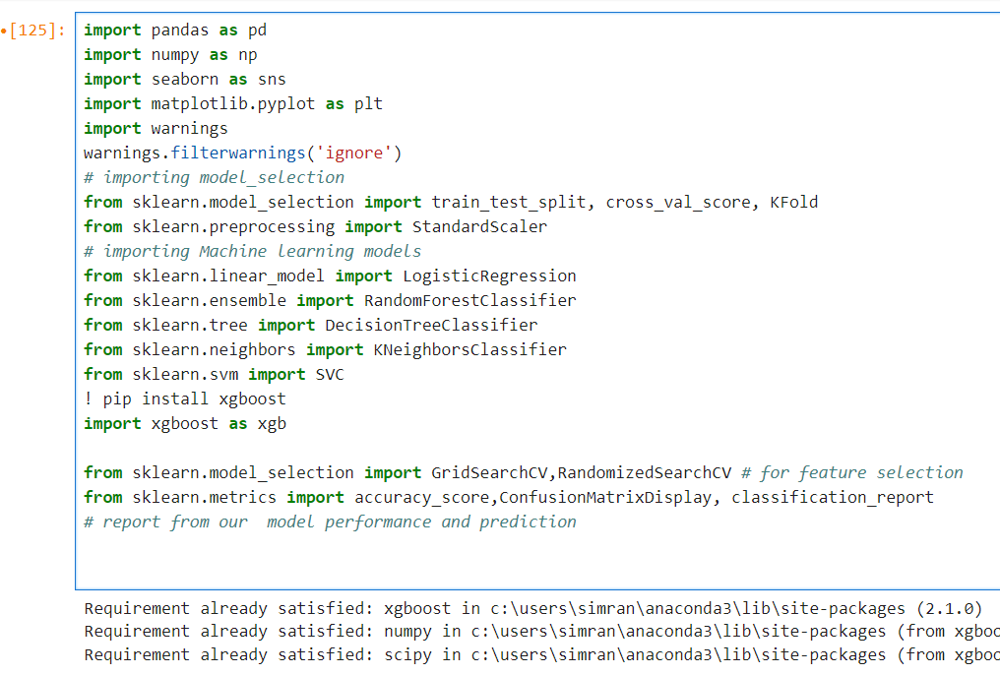 [125]:
import pandas as pd
import numpy as np
import seaborn as sns
import matplotlib.pyplot as plt
import warnings
warnings.filterwarnings('ignore')
# importing model_selection
from sklearn.model_selection import train_test_split, cross_val_score, KFold
from sklearn.preprocessing import StandardScaler
# importing Machine learning models
from sklearn.linear_model import LogisticRegression
from sklearn.ensemble import RandomForestClassifier
from sklearn.tree import DecisionTreeClassifier
from sklearn.neighbors import KNeighborsClassifier
from sklearn.svm import SVC
! pip install xgboost
import xgboost as xgb
from sklearn.model_selection import GridSearchCV,RandomizedSearchCV # for feature selection
from sklearn.metrics import accuracy_score,ConfusionMatrixDisplay, classification_report
# report from our  model performance and prediction
Requirement already satisfied: xgboost in c:\users\simran\anaconda3\lib\site-packages (2.1.0)
Requirement already satisfied: numpy in c:\users\simran\anaconda3\lib\site-packages (from xgboo
Requirement already satisfied: scipy in c:\users\simran\anaconda3\lib\site-packages (from xgboo